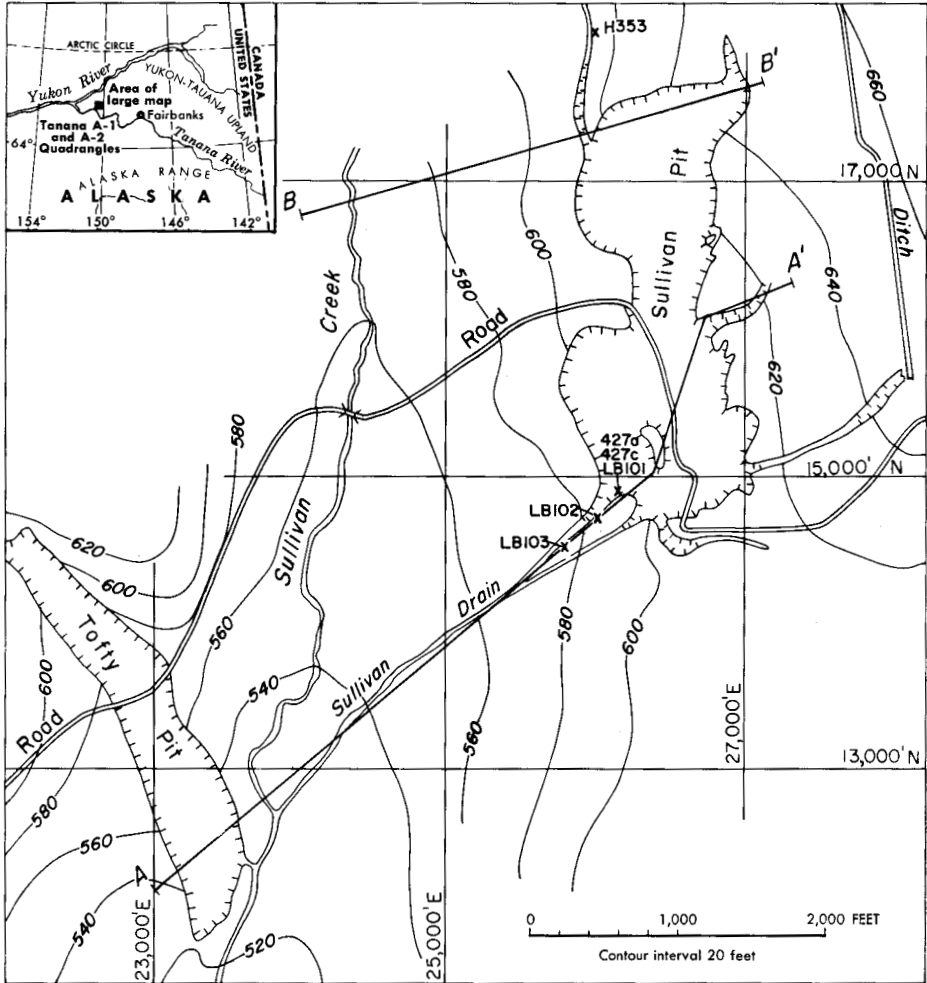 ARCTIC CIRCLE
CANADA
UNITED STATES
Yukon River
YUKON-TAUANA UPLAND
Area of
large map
Fairbanks
Tanana A-1
and A-2
Quadrangles
64°
Tanana River
ALASKA RANGE
ALASKA
154°
150°
146°
142°
H353
B'
660
17,000' N
B
Pit
Ditch
600
580
Sullivan
A'
640
Creek
Road
620
580
427a
427c
LB101
15,000' N
LB102
LB103
620
600
Sullivan
Drain
580
600
Tofty
560
600
540
Sullivan
560
27,000'E
Road
Pit
13,000' N
580
560
A
540
23,000'E
25,000'E
520
0 1,000 2,000 FEET
Contour interval 20 feet